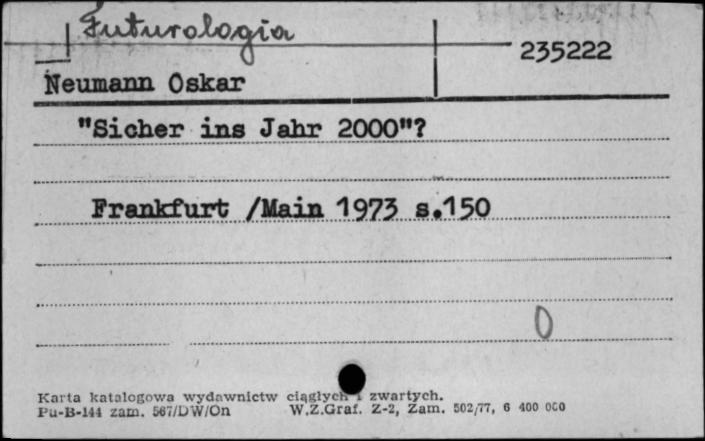 Futurologia
235222
Neumann Oskar
"Sicher ins Jahr 2000"?
Frankfurt /Main 1973 s.150
0
Karta katalogowa wydawnictw ciągłych i zwartych.
Pu-B-144 zam. 567/DW/On W.Z.Graf. Z-2, Zam. 502/77, 6 400 000